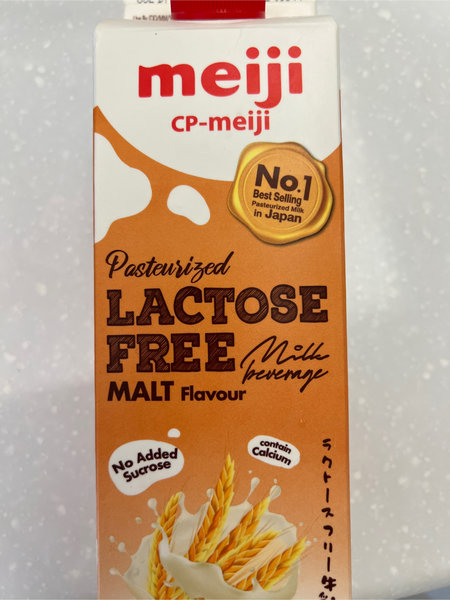 meiji
CP-meiji
No.1
Best Selling
Pasteurized Milk
in Japan
Pasteurized
LACTOSE
FREE
Milk
beverage
MALT Flavour
No Added
Sucrose
contain
Calcium
ラクトースフリー牛